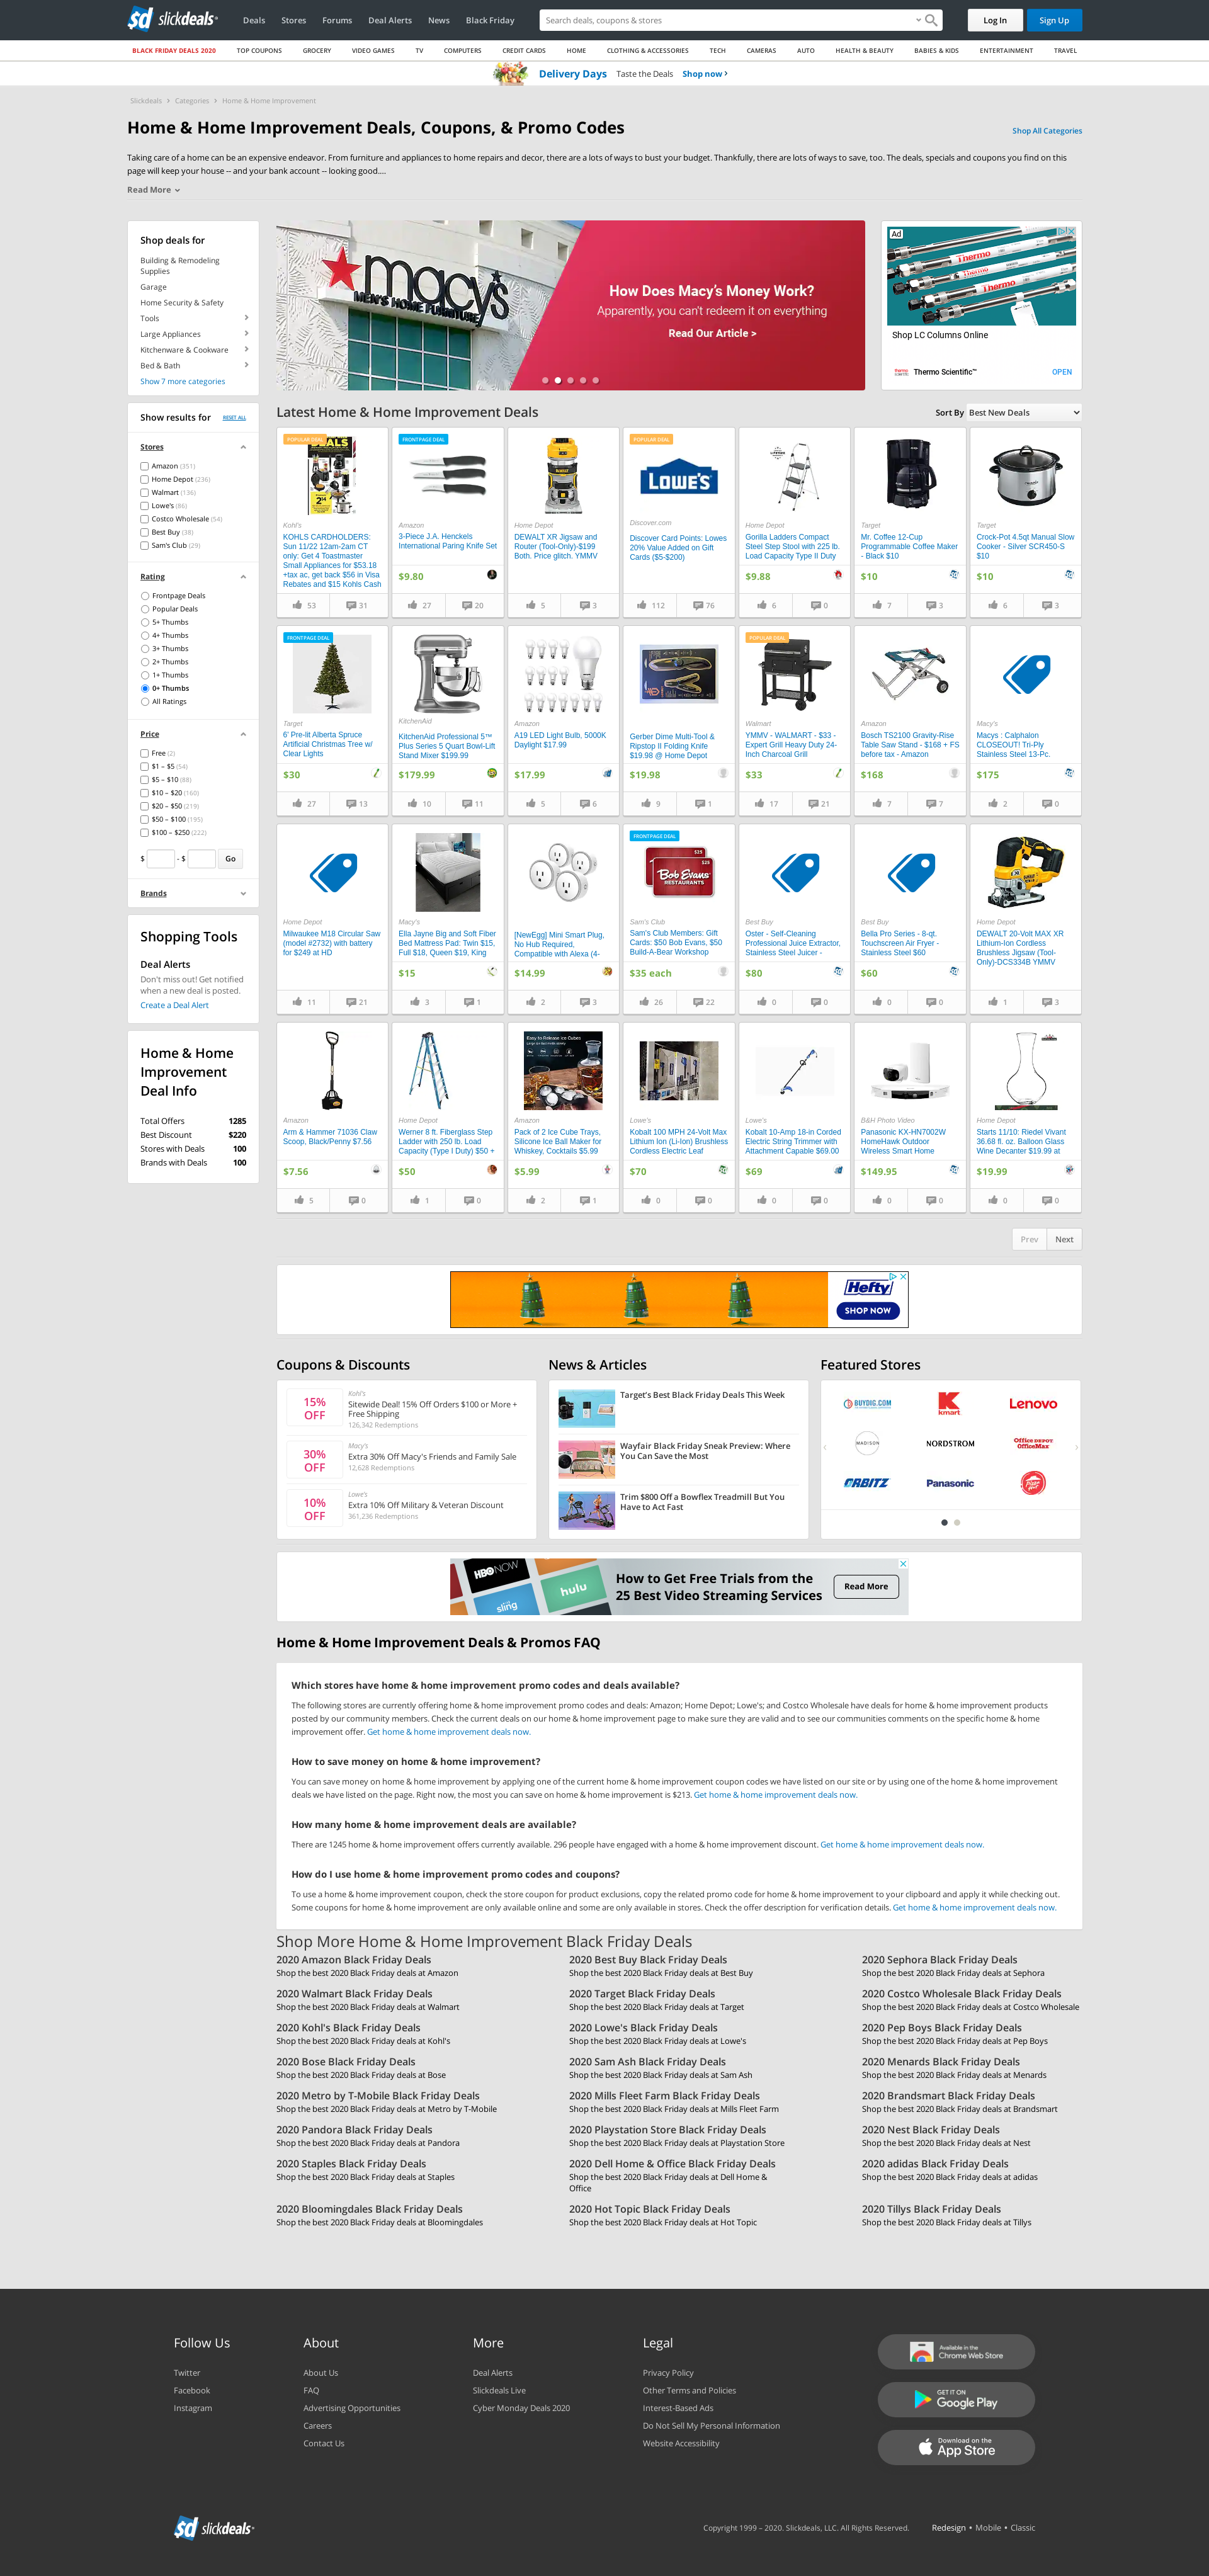 slickdeals
Deals
Stores
Forums
Deal Alerts
News
Black Friday
Search deals, coupons & stores
Log In
Sign Up
BLACK FRIDAY DEALS 2020
TOP COUPONS
GROCERY
VIDEO GAMES
TV
COMPUTERS
CREDIT CARDS
HOME
CLOTHING & ACCESSORIES
TECH
CAMERAS
AUTO
HEALTH & BEAUTY
BABIES & KIDS
ENTERTAINMENT
TRAVEL
Delivery Days Taste the Deals Shop now ›
Slickdeals › Categories › Home & Home Improvement
Home & Home Improvement Deals, Coupons, & Promo Codes
Shop All Categories
Taking care of a home can be an expensive endeavor. From furniture and appliances to home repairs and decor, there are a lots of ways to bust your budget. Thankfully, there are lots of ways to save, too. The deals, specials and coupons you find on this
page will keep your house -- and your bank account -- looking good....
Read More
Shop deals for
Building & Remodeling
Supplies
Garage
Home Security & Safety
Tools
Large Appliances
Kitchenware & Cookware
Bed & Bath
Show 7 more categories
macy's
MEN'S HOME FURNITURE
How Does Macy's Money Work?
Apparently, you can't redeem it on everything
Read Our Article >
Ad
Thermo
Shop LC Columns Online
Thermo Scientific™
OPEN
Show results for
RESET ALL
Stores
Amazon (351)
Home Depot (236)
Walmart (136)
Lowe's (86)
Costco Wholesale (54)
Best Buy (38)
Sam's Club (29)
Rating
Frontpage Deals
Popular Deals
5+ Thumbs
4+ Thumbs
3+ Thumbs
2+ Thumbs
1+ Thumbs
0+ Thumbs
All Ratings
Price
Free (2)
$1 – $5 (54)
$5 – $10 (88)
$10 – $20 (160)
$20 – $50 (219)
$50 – $100 (195)
$100 – $250 (222)
$ - $ Go
Brands
Shopping Tools
Deal Alerts
Don't miss out! Get notified
when a new deal is posted.
Create a Deal Alert
Home & Home
Improvement
Deal Info
Total Offers 1285
Best Discount $220
Stores with Deals 100
Brands with Deals 100
Latest Home & Home Improvement Deals
Sort By Best New Deals
POPULAR DEAL
Kohl's
KOHLS CARDHOLDERS:
Sun 11/22 12am-2am CT
only: Get 4 Toastmaster
Small Appliances for $53.18
+tax ac, get back $56 in Visa
Rebates and $15 Kohls Cash
53 31
FRONTPAGE DEAL
Amazon
3-Piece J.A. Henckels
International Paring Knife Set
$9.80
27 20
Home Depot
DEWALT XR Jigsaw and
Router (Tool-Only)-$199
Both. Price glitch. YMMV
5 3
POPULAR DEAL
LOWE'S
Discover.com
Discover Card Points: Lowes
20% Value Added on Gift
Cards ($5-$200)
112 76
Home Depot
Gorilla Ladders Compact
Steel Step Stool with 225 lb.
Load Capacity Type II Duty
$9.88
6 0
Target
Mr. Coffee 12-Cup
Programmable Coffee Maker
- Black $10
$10
7 3
Target
Crock-Pot 4.5qt Manual Slow
Cooker - Silver SCR450-S
$10
$10
6 3
FRONTPAGE DEAL
Target
6' Pre-lit Alberta Spruce
Artificial Christmas Tree w/
Clear Lights
$30
27 13
KitchenAid
KitchenAid Professional 5™
Plus Series 5 Quart Bowl-Lift
Stand Mixer $199.99
$179.99
10 11
Amazon
A19 LED Light Bulb, 5000K
Daylight $17.99
$17.99
5 6
Gerber Dime Multi-Tool &
Ripstop II Folding Knife
$19.98 @ Home Depot
$19.98
9 1
POPULAR DEAL
Walmart
YMMV - WALMART - $33 -
Expert Grill Heavy Duty 24-
Inch Charcoal Grill
$33
17 21
Amazon
Bosch TS2100 Gravity-Rise
Table Saw Stand - $168 + FS
before tax - Amazon
$168
7 7
Macy's
Macys : Calphalon
CLOSEOUT! Tri-Ply
Stainless Steel 13-Pc.
$175
2 0
Home Depot
Milwaukee M18 Circular Saw
(model #2732) with battery
for $249 at HD
11 21
Macy's
Ella Jayne Big and Soft Fiber
Bed Mattress Pad: Twin $15,
Full $18, Queen $19, King
$15
3 1
[NewEgg] Mini Smart Plug,
No Hub Required,
Compatible with Alexa (4-
$14.99
2 3
FRONTPAGE DEAL
$25 $25
Bob Evans
RESTAURANTS
Sam's Club
Sam's Club Members: Gift
Cards: $50 Bob Evans, $50
Build-A-Bear Workshop
$35 each
26 22
Best Buy
Oster - Self-Cleaning
Professional Juice Extractor,
Stainless Steel Juicer -
$80
0 0
Best Buy
Bella Pro Series - 8-qt.
Touchscreen Air Fryer -
Stainless Steel $60
$60
0 0
Home Depot
DEWALT 20-Volt MAX XR
Lithium-Ion Cordless
Brushless Jigsaw (Tool-
Only)-DCS334B YMMV
1 3
Amazon
Arm & Hammer 71036 Claw
Scoop, Black/Penny $7.56
$7.56
5 0
Home Depot
Werner 8 ft. Fiberglass Step
Ladder with 250 lb. Load
Capacity (Type I Duty) $50 +
$50
1 0
Easy to Release Ice Cubes
Amazon
Pack of 2 Ice Cube Trays,
Silicone Ice Ball Maker for
Whiskey, Cocktails $5.99
$5.99
2 1
Lowe's
Kobalt 100 MPH 24-Volt Max
Lithium Ion (Li-Ion) Brushless
Cordless Electric Leaf
$70
0 0
Lowe's
Kobalt 10-Amp 18-in Corded
Electric String Trimmer with
Attachment Capable $69.00
$69
0 0
B&H Photo Video
Panasonic KX-HN7002W
HomeHawk Outdoor
Wireless Smart Home
$149.95
0 0
Home Depot
Starts 11/10: Riedel Vivant
36.68 fl. oz. Balloon Glass
Wine Decanter $19.99 at
$19.99
0 0
Prev Next
Hefty
SHOP NOW
Coupons & Discounts
15%
OFF
Kohl's
Sitewide Deal! 15% Off Orders $100 or More +
Free Shipping
126,342 Redemptions
30%
OFF
Macy's
Extra 30% Off Macy's Friends and Family Sale
12,628 Redemptions
10%
OFF
Lowe's
Extra 10% Off Military & Veteran Discount
361,236 Redemptions
News & Articles
Target's Best Black Friday Deals This Week
Wayfair Black Friday Sneak Preview: Where
You Can Save the Most
Trim $800 Off a Bowflex Treadmill But You
Have to Act Fast
Featured Stores
BUYDIG.COM
kmart
Lenovo
MADISON
NORDSTROM
Office DEPOT
OfficeMax
ORBITZ
Panasonic
HBO NOW
sling
hulu
How to Get Free Trials from the
25 Best Video Streaming Services
Read More
Home & Home Improvement Deals & Promos FAQ
Which stores have home & home improvement promo codes and deals available?
The following stores are currently offering home & home improvement promo codes and deals: Amazon; Home Depot; Lowe's; and Costco Wholesale have deals for home & home improvement products
posted by our community members. Check the current deals on our home & home improvement page to make sure they are valid and to see our communities comments on the specific home & home
improvement offer. Get home & home improvement deals now.
How to save money on home & home improvement?
You can save money on home & home improvement by applying one of the current home & home improvement coupon codes we have listed on our site or by using one of the home & home improvement
deals we have listed on the page. Right now, the most you can save on home & home improvement is $213. Get home & home improvement deals now.
How many home & home improvement deals are available?
There are 1245 home & home improvement offers currently available. 296 people have engaged with a home & home improvement discount. Get home & home improvement deals now.
How do I use home & home improvement promo codes and coupons?
To use a home & home improvement coupon, check the store coupon for product exclusions, copy the related promo code for home & home improvement to your clipboard and apply it while checking out.
Some coupons for home & home improvement are only available online and some are only available in stores. Check the offer description for verification details. Get home & home improvement deals now.
Shop More Home & Home Improvement Black Friday Deals
2020 Amazon Black Friday Deals
Shop the best 2020 Black Friday deals at Amazon
2020 Best Buy Black Friday Deals
Shop the best 2020 Black Friday deals at Best Buy
2020 Sephora Black Friday Deals
Shop the best 2020 Black Friday deals at Sephora
2020 Walmart Black Friday Deals
Shop the best 2020 Black Friday deals at Walmart
2020 Target Black Friday Deals
Shop the best 2020 Black Friday deals at Target
2020 Costco Wholesale Black Friday Deals
Shop the best 2020 Black Friday deals at Costco Wholesale
2020 Kohl's Black Friday Deals
Shop the best 2020 Black Friday deals at Kohl's
2020 Lowe's Black Friday Deals
Shop the best 2020 Black Friday deals at Lowe's
2020 Pep Boys Black Friday Deals
Shop the best 2020 Black Friday deals at Pep Boys
2020 Bose Black Friday Deals
Shop the best 2020 Black Friday deals at Bose
2020 Sam Ash Black Friday Deals
Shop the best 2020 Black Friday deals at Sam Ash
2020 Menards Black Friday Deals
Shop the best 2020 Black Friday deals at Menards
2020 Metro by T-Mobile Black Friday Deals
Shop the best 2020 Black Friday deals at Metro by T-Mobile
2020 Mills Fleet Farm Black Friday Deals
Shop the best 2020 Black Friday deals at Mills Fleet Farm
2020 Brandsmart Black Friday Deals
Shop the best 2020 Black Friday deals at Brandsmart
2020 Pandora Black Friday Deals
Shop the best 2020 Black Friday deals at Pandora
2020 Playstation Store Black Friday Deals
Shop the best 2020 Black Friday deals at Playstation Store
2020 Nest Black Friday Deals
Shop the best 2020 Black Friday deals at Nest
2020 Staples Black Friday Deals
Shop the best 2020 Black Friday deals at Staples
2020 Dell Home & Office Black Friday Deals
Shop the best 2020 Black Friday deals at Dell Home &
Office
2020 adidas Black Friday Deals
Shop the best 2020 Black Friday deals at adidas
2020 Bloomingdales Black Friday Deals
Shop the best 2020 Black Friday deals at Bloomingdales
2020 Hot Topic Black Friday Deals
Shop the best 2020 Black Friday deals at Hot Topic
2020 Tillys Black Friday Deals
Shop the best 2020 Black Friday deals at Tillys
Follow Us
Twitter
Facebook
Instagram
About
About Us
FAQ
Advertising Opportunities
Careers
Contact Us
More
Deal Alerts
Slickdeals Live
Cyber Monday Deals 2020
Legal
Privacy Policy
Other Terms and Policies
Interest-Based Ads
Do Not Sell My Personal Information
Website Accessibility
Available in the
Chrome Web Store
GET IT ON
Google Play
Download on the
App Store
slickdeals
Copyright 1999 – 2020. Slickdeals, LLC. All Rights Reserved.
Redesign • Mobile • Classic